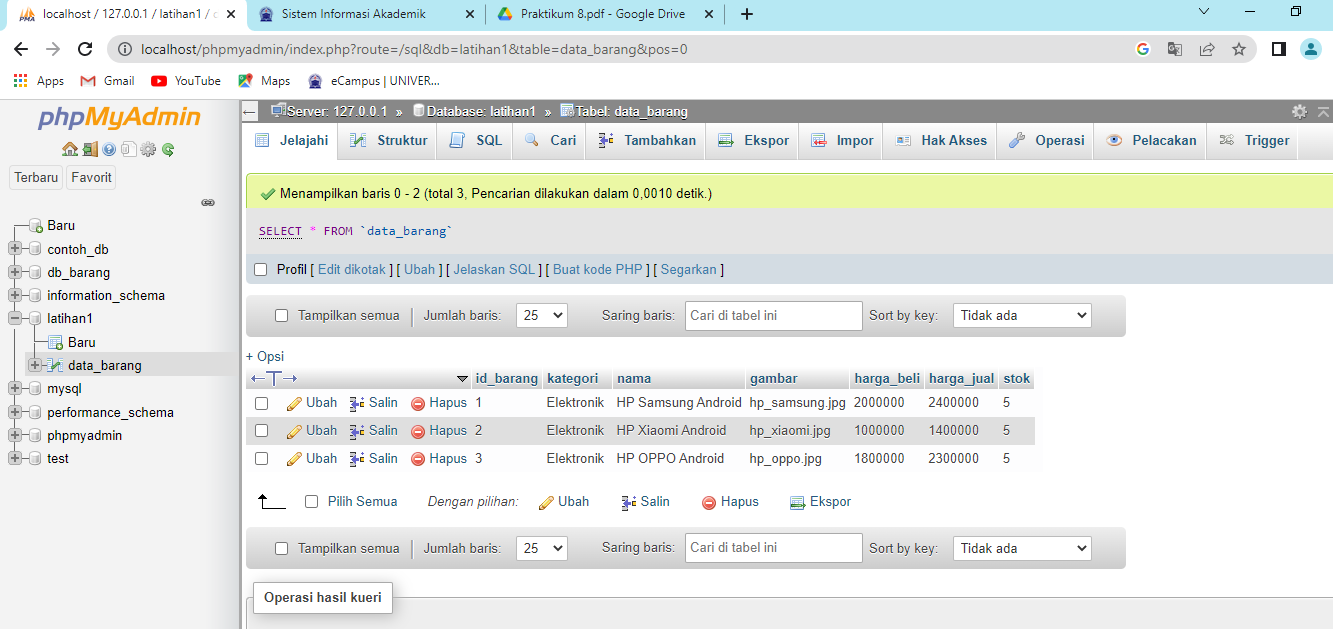 localhost / 127.0.0.1 / latihan1 / Sistem Informasi Akademik Praktikum 8.pdf - Google Drive
localhost/phpmyadmin/index.php?route=/sql&db=latihan1&table=data_barang&pos=0
Apps Gmail YouTube Maps eCampus | UNIVER...
phpMyAdmin
Terbaru Favorit
Baru
contoh_db
db_barang
information_schema
latihan1
Baru
data_barang
mysql
performance_schema
phpmyadmin
test
Server: 127.0.0.1 » Database: latihan1 » Tabel: data_barang
Jelajahi Struktur SQL Cari Tambahkan Ekspor Impor Hak Akses Operasi Pelacakan Trigger
Menampilkan baris 0 - 2 (total 3, Pencarian dilakukan dalam 0,0010 detik.)
SELECT * FROM `data_barang`
Profil [ Edit dikotak ] [ Ubah ] [ Jelaskan SQL ] [ Buat kode PHP ] [ Segarkan ]
Tampilkan semua | Jumlah baris: 25 Saring baris: Cari di tabel ini Sort by key: Tidak ada
+ Opsi
←T→ id_barang kategori nama gambar harga_beli harga_jual stok
Ubah Salin Hapus 1 Elektronik HP Samsung Android hp_samsung.jpg 2000000 2400000 5
Ubah Salin Hapus 2 Elektronik HP Xiaomi Android hp_xiaomi.jpg 1000000 1400000 5
Ubah Salin Hapus 3 Elektronik HP OPPO Android hp_oppo.jpg 1800000 2300000 5
Pilih Semua Dengan pilihan: Ubah Salin Hapus Ekspor
Tampilkan semua | Jumlah baris: 25 Saring baris: Cari di tabel ini Sort by key: Tidak ada
Operasi hasil kueri